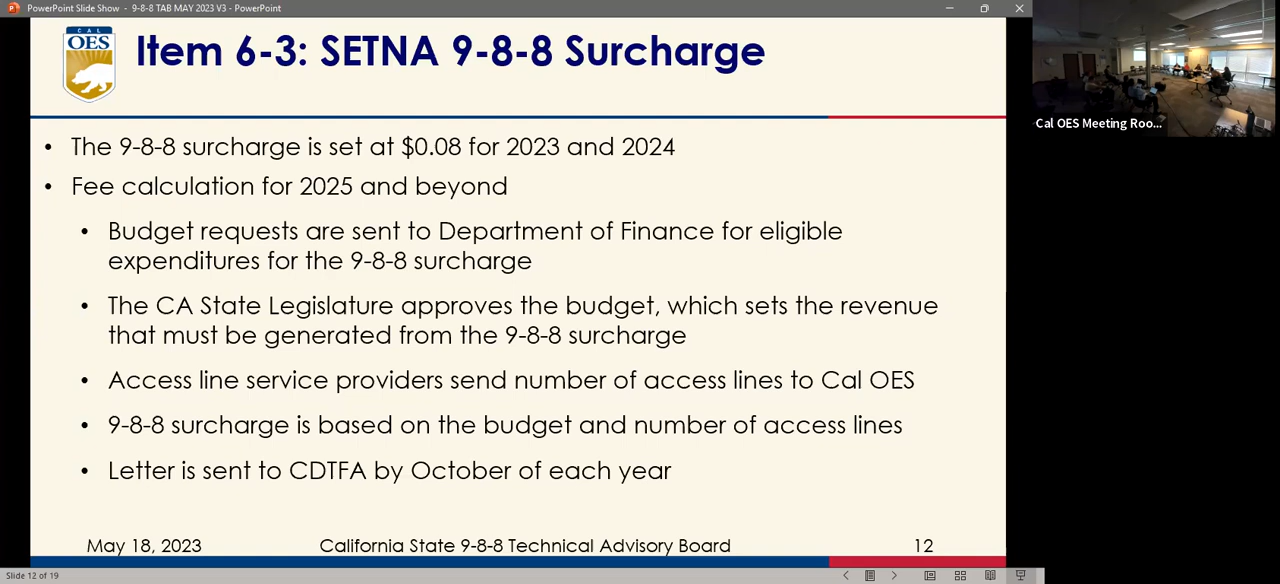 PowerPoint Slide Show - 9-8-8 TAB MAY 2023 V3 - PowerPoint
CAL
OES
Item 6-3: SETNA 9-8-8 Surcharge
Cal OES Meeting Roo...
• The 9-8-8 surcharge is set at $0.08 for 2023 and 2024
• Fee calculation for 2025 and beyond
• Budget requests are sent to Department of Finance for eligible
expenditures for the 9-8-8 surcharge
• The CA State Legislature approves the budget, which sets the revenue
that must be generated from the 9-8-8 surcharge
• Access line service providers send number of access lines to Cal OES
• 9-8-8 surcharge is based on the budget and number of access lines
• Letter is sent to CDTFA by October of each year
May 18, 2023 California State 9-8-8 Technical Advisory Board 12
Slide 12 of 19